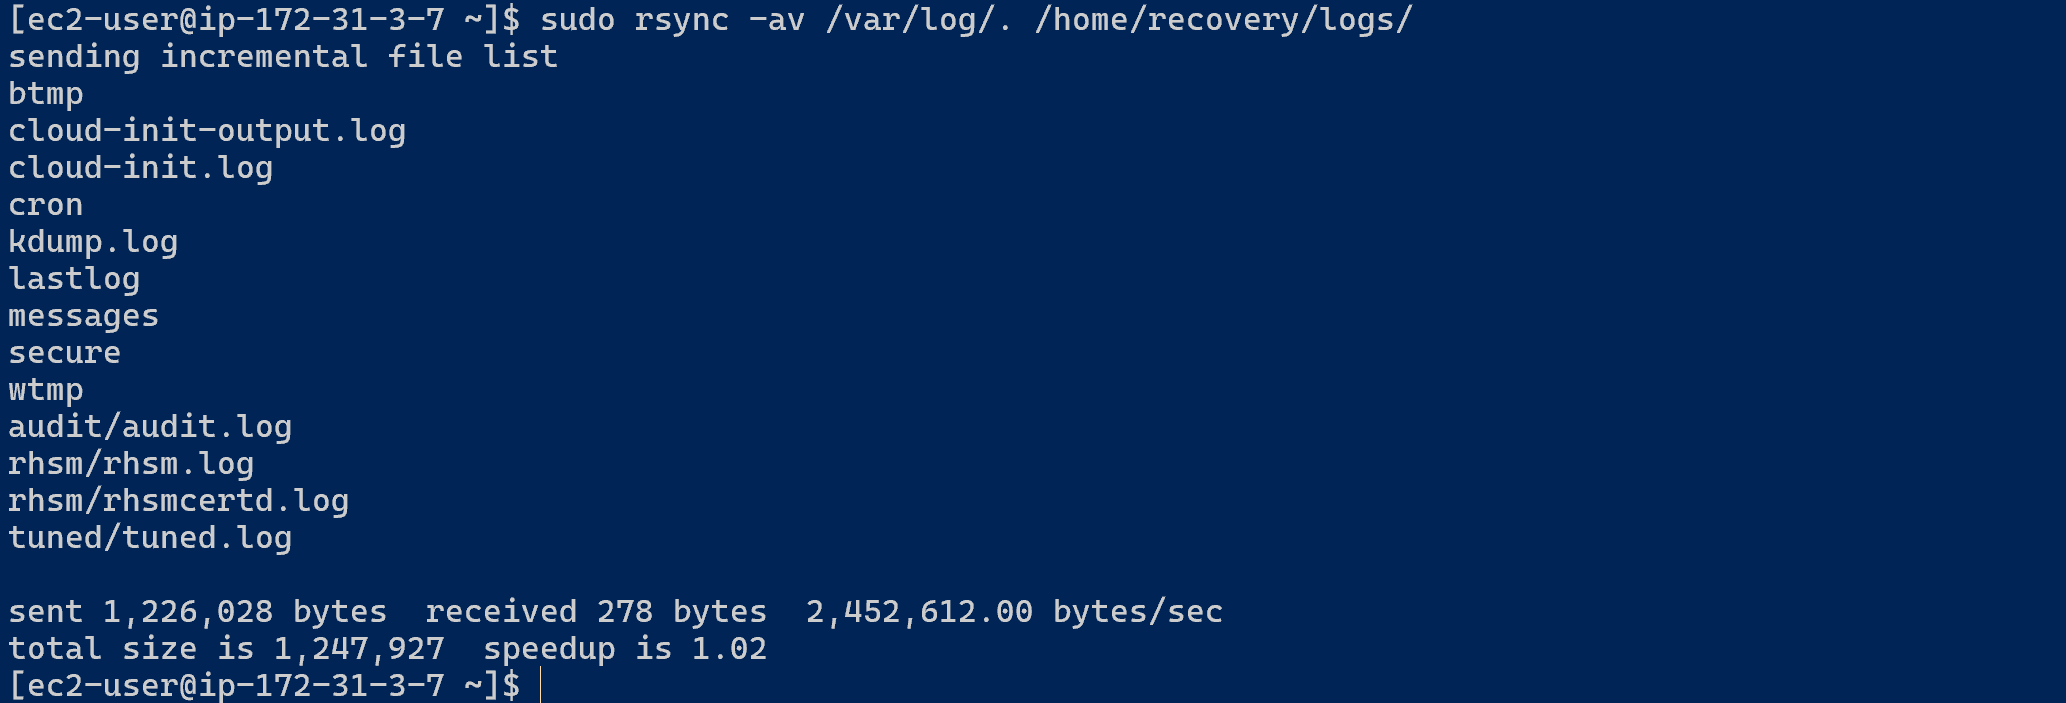 [ec2-user@ip-172-31-3-7 ~]$ sudo rsync -av /var/log/. /home/recovery/logs/
sending incremental file list
btmp
cloud-init-output.log
cloud-init.log
cron
kdump.log
lastlog
messages
secure
wtmp
audit/audit.log
rhsm/rhsm.log
rhsm/rhsmcertd.log
tuned/tuned.log

sent 1,226,028 bytes  received 278 bytes  2,452,612.00 bytes/sec
total size is 1,247,927  speedup is 1.02
[ec2-user@ip-172-31-3-7 ~]$